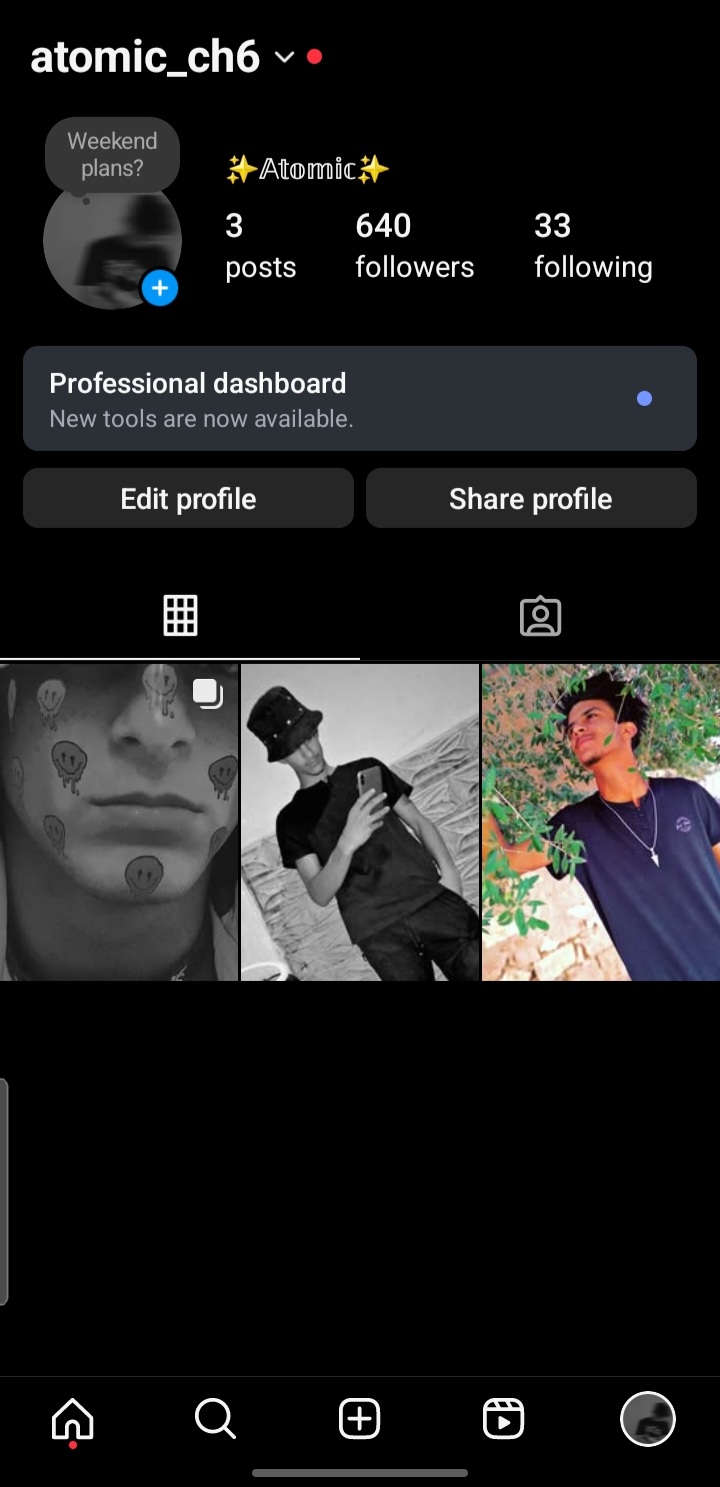 atomic_ch6
Weekend
plans?
✨𝔸𝕥𝕠𝕞𝕚𝕔✨
3
posts
640
followers
33
following
Professional dashboard
New tools are now available.
Edit profile
Share profile